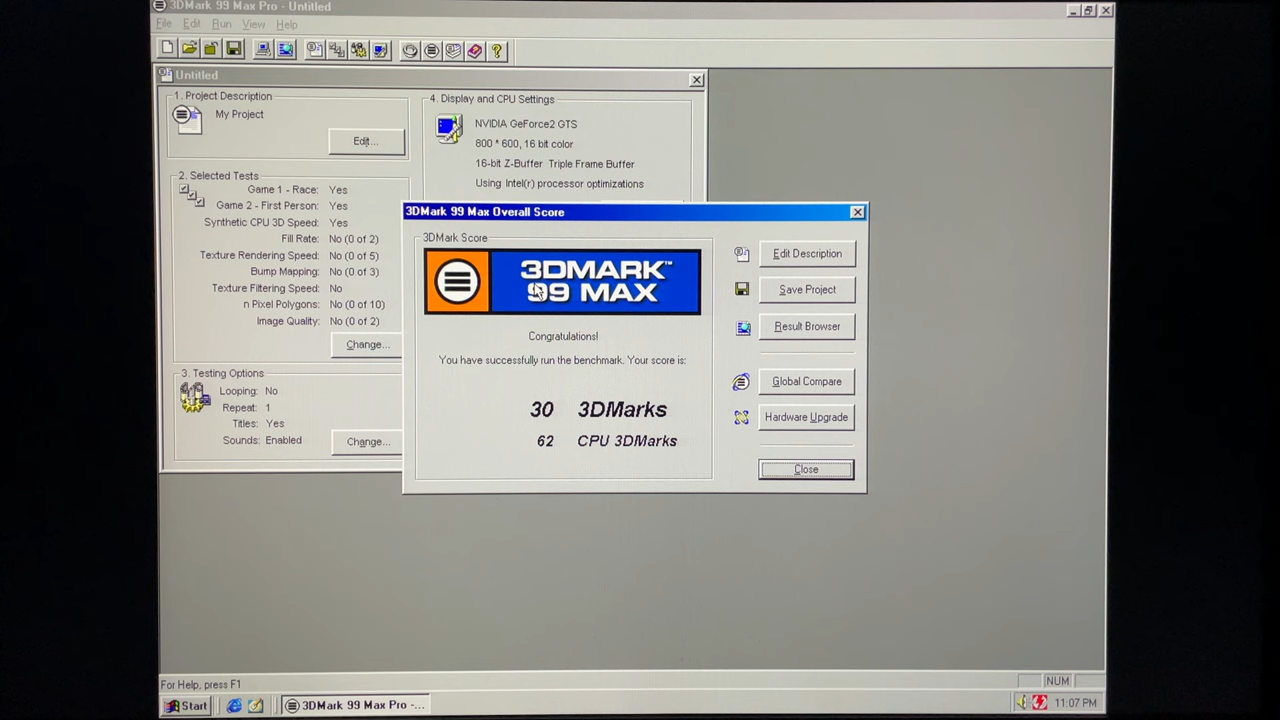 3DMark 99 Max Pro - Untitled
File Edit Run View Help
Untitled
1. Project Description
My Project
Edit...
2. Selected Tests
Game 1 - Race: Yes
Game 2 - First Person: Yes
Synthetic CPU 3D Speed: Yes
Fill Rate: No (0 of 2)
Texture Rendering Speed: No (0 of 5)
Bump Mapping: No (0 of 3)
Texture Filtering Speed: No
n Pixel Polygons: No (0 of 10)
Image Quality: No (0 of 2)
Change...
3. Testing Options
Looping: No
Repeat: 1
Titles: Yes
Sounds: Enabled
Change...
4. Display and CPU Settings
NVIDIA GeForce2 GTS
800 * 600, 16 bit color
16-bit Z-Buffer Triple Frame Buffer
Using Intel(r) processor optimizations
3DMark 99 Max Overall Score
3DMark Score
3DMARK™
99 MAX
Congratulations!
You have successfully run the benchmark. Your score is:
30 3DMarks
62 CPU 3DMarks
Edit Description
Save Project
Result Browser
Global Compare
Hardware Upgrade
Close
For Help, press F1
NUM
Start
3DMark 99 Max Pro -...
11:07 PM